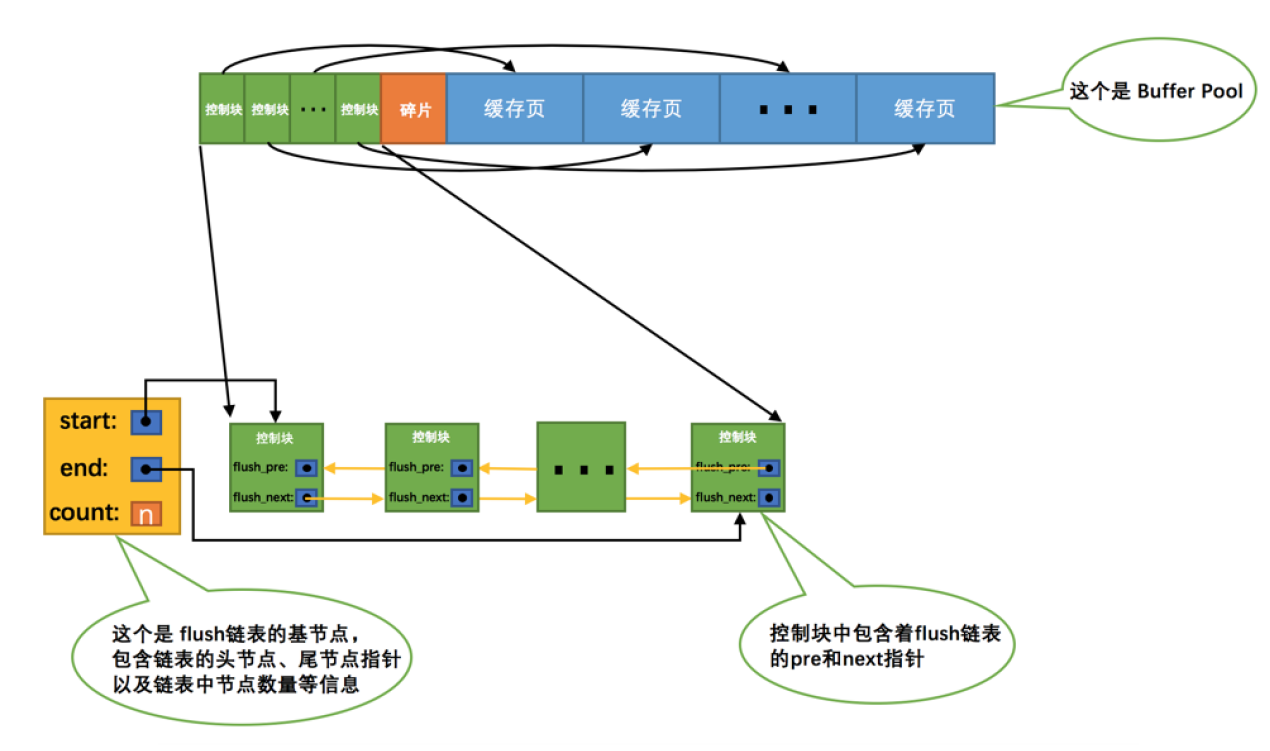 控制块
控制块
...
控制块
碎片
缓存页
缓存页
...
缓存页
这个是 Buffer Pool
start:
end:
count:
n
控制块
flush_pre:
flush_next:
控制块
flush_pre:
flush_next:
...
控制块
flush_pre:
flush_next:
这个是 flush链表的基节点，
包含链表的头节点、尾节点指针
以及链表中节点数量等信息
控制块中包含着flush链表
的pre和next指针